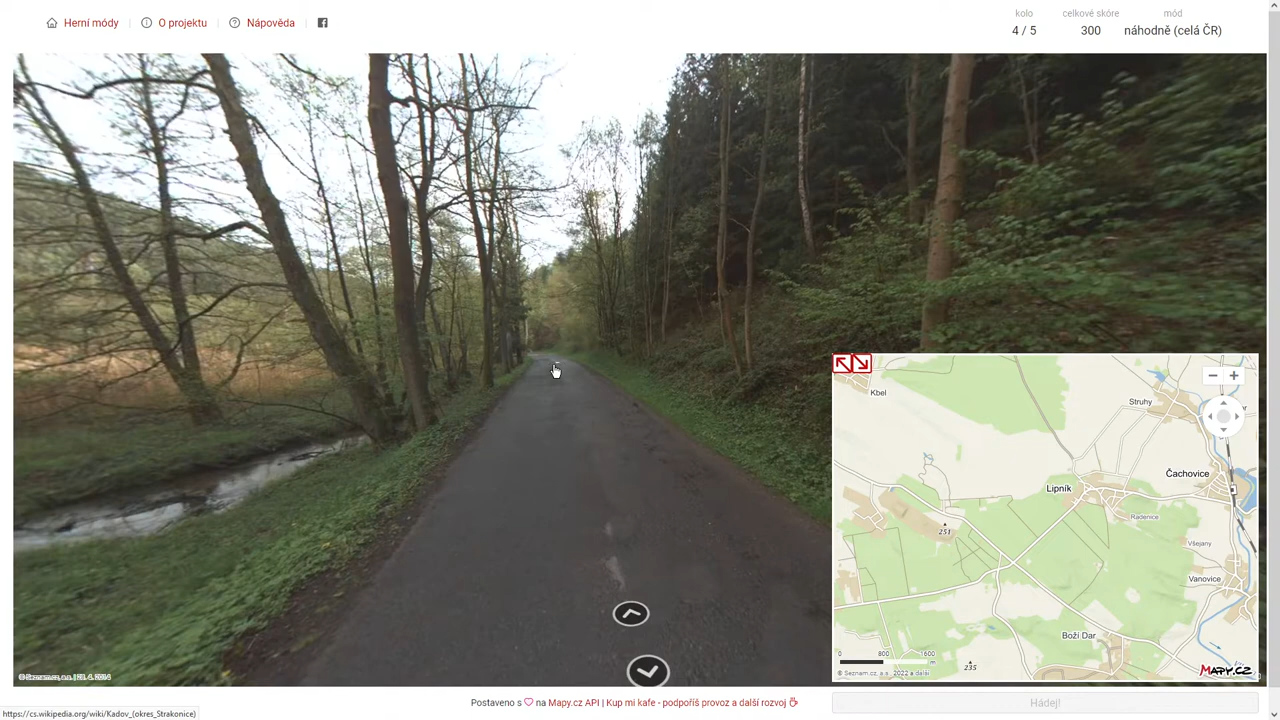 Herní módy
O projektu
Nápověda
kolo
4 / 5
celkové skóre
300
mód
náhodně (celá ČR)
Kbel
Struhy
Čachovice
Lipník
Radenice
251
Všejany
Vanovice
Boží Dar
235
0 800 1600
m
© Seznam.cz, a.s. 2022 a další
MAPY.CZ
Postaveno s na Mapy.cz API | Kup mi kafe - podpoříš provoz a další rozvoj
Hádej!
https://cs.wikipedia.org/wiki/Kadov_(okres_Strakonice)